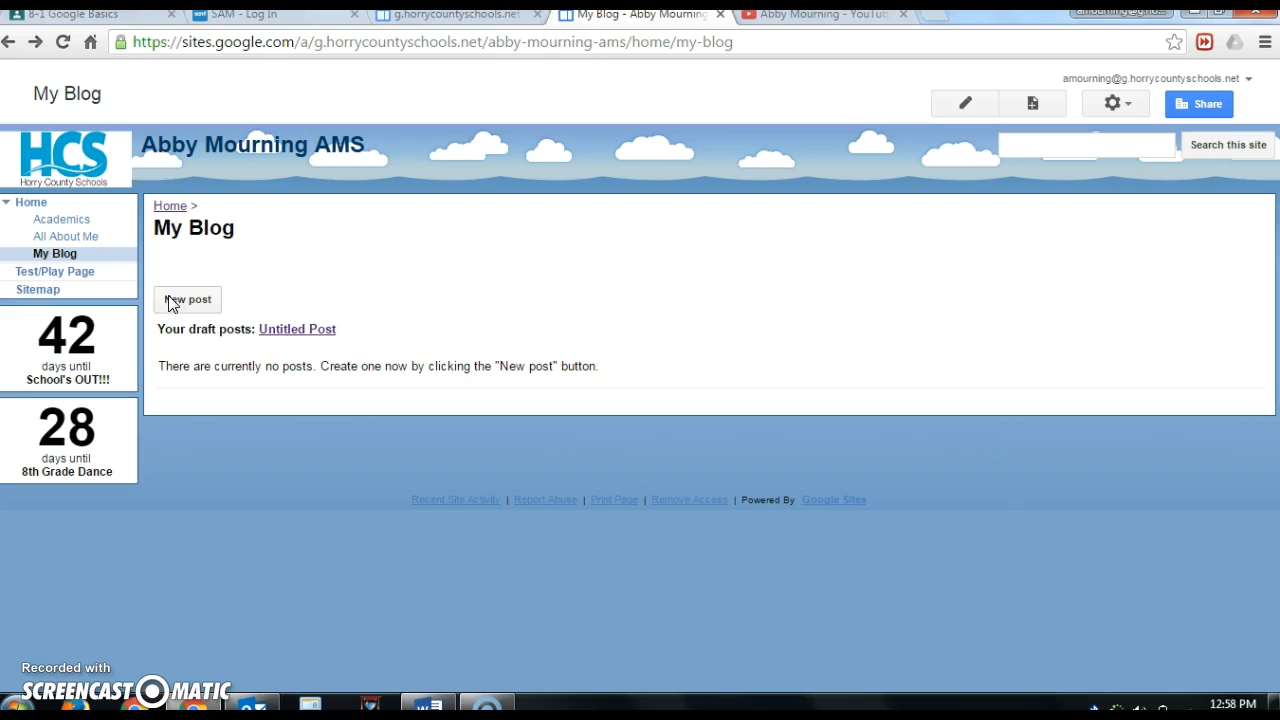 8-1 Google Basics
SAM - Log In
g.horrycountyschools.net
My Blog - Abby Mourning
Abby Mourning - YouTub
https://sites.google.com/a/g.horrycountyschools.net/abby-mourning-ams/home/my-blog
amourning@g.horrycountyschools.net
My Blog
Share
HCS
Horry County Schools
Abby Mourning AMS
Search this site
Home
Academics
All About Me
My Blog
Test/Play Page
Sitemap
42
days until
School's OUT!!!
28
days until
8th Grade Dance
Home >
My Blog
New post
Your draft posts: Untitled Post
There are currently no posts. Create one now by clicking the "New post" button.
Recent Site Activity | Report Abuse | Print Page | Remove Access | Powered By Google Sites
Recorded with
SCREENCAST MATIC
12:58 PM